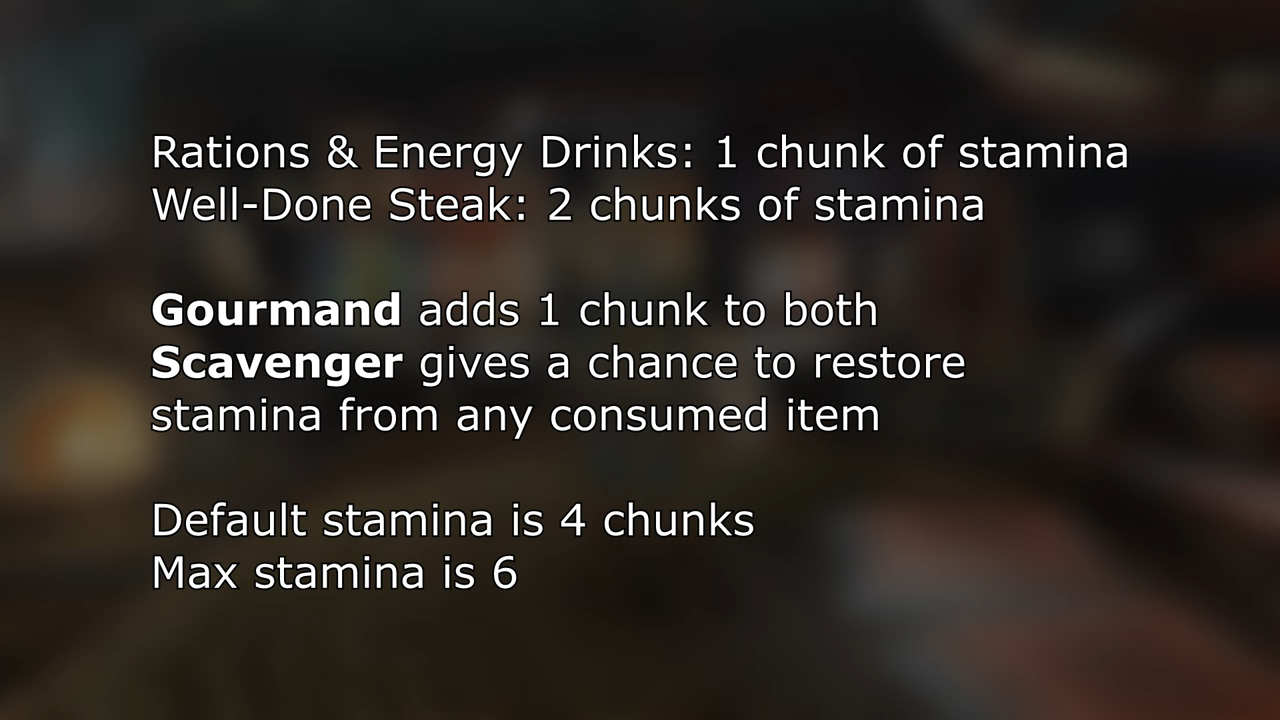 Rations & Energy Drinks: 1 chunk of stamina
Well-Done Steak: 2 chunks of stamina
Gourmand adds 1 chunk to both
Scavenger gives a chance to restore
stamina from any consumed item
Default stamina is 4 chunks
Max stamina is 6